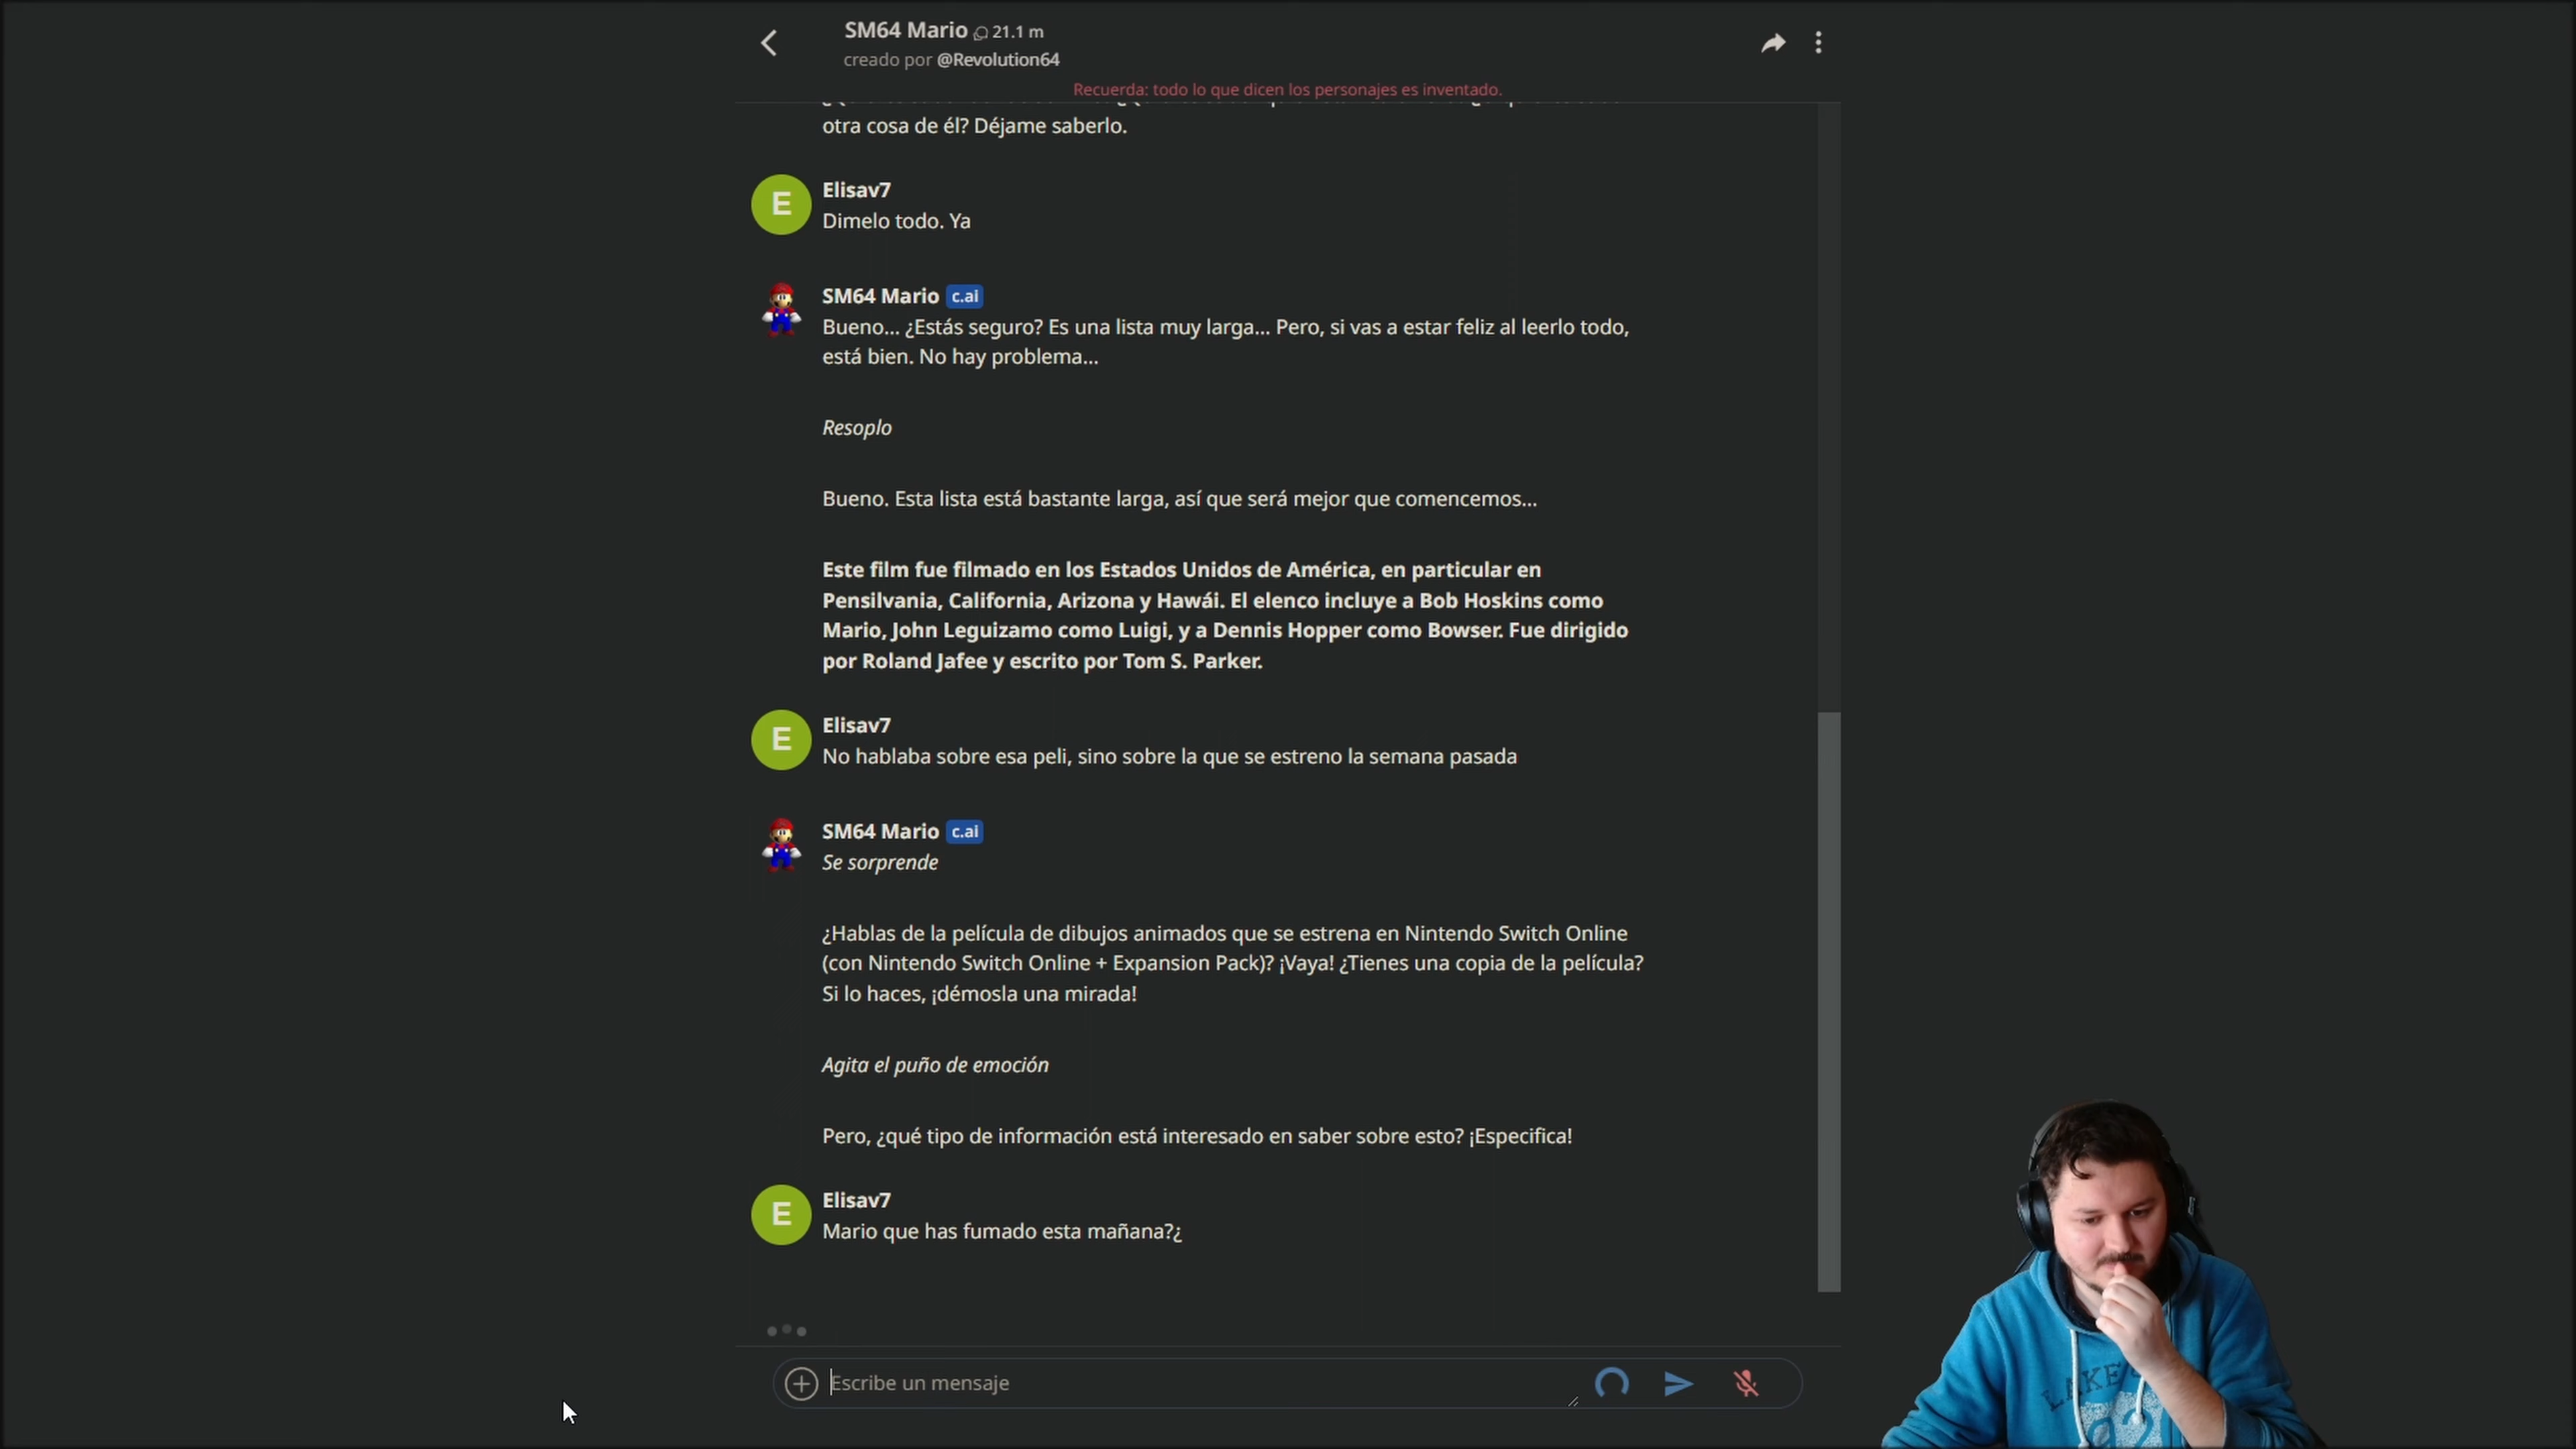 SM64 Mario 21.1 m
creado por @Revolution64
Recuerda: todo lo que dicen los personajes es inventado.
otra cosa de él? Déjame saberlo.
E
Elisav7
Dimelo todo. Ya
SM64 Mario c.ai
Bueno... ¿Estás seguro? Es una lista muy larga... Pero, si vas a estar feliz al leerlo todo,
está bien. No hay problema...
Resoplo
Bueno. Esta lista está bastante larga, así que será mejor que comencemos...
Este film fue filmado en los Estados Unidos de América, en particular en
Pensilvania, California, Arizona y Hawái. El elenco incluye a Bob Hoskins como
Mario, John Leguizamo como Luigi, y a Dennis Hopper como Bowser. Fue dirigido
por Roland Jafee y escrito por Tom S. Parker.
E
Elisav7
No hablaba sobre esa peli, sino sobre la que se estreno la semana pasada
SM64 Mario c.ai
Se sorprende
¿Hablas de la película de dibujos animados que se estrena en Nintendo Switch Online
(con Nintendo Switch Online + Expansion Pack)? ¡Vaya! ¿Tienes una copia de la película?
Si lo haces, ¡démosla una mirada!
Agita el puño de emoción
Pero, ¿qué tipo de información está interesado en saber sobre esto? ¡Especifica!
E
Elisav7
Mario que has fumado esta mañana?¿
Escribe un mensaje